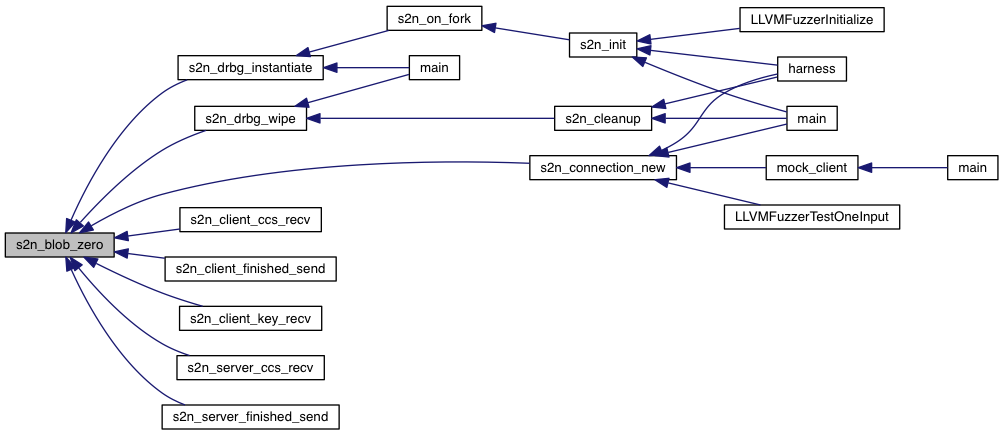 s2n_on_fork
LLVMFuzzerInitialize
s2n_init
s2n_drbg_instantiate
main
harness
s2n_drbg_wipe
s2n_cleanup
main
s2n_connection_new
mock_client
main
s2n_client_ccs_recv
LLVMFuzzerTestOneInput
s2n_blob_zero
s2n_client_finished_send
s2n_client_key_recv
s2n_server_ccs_recv
s2n_server_finished_send